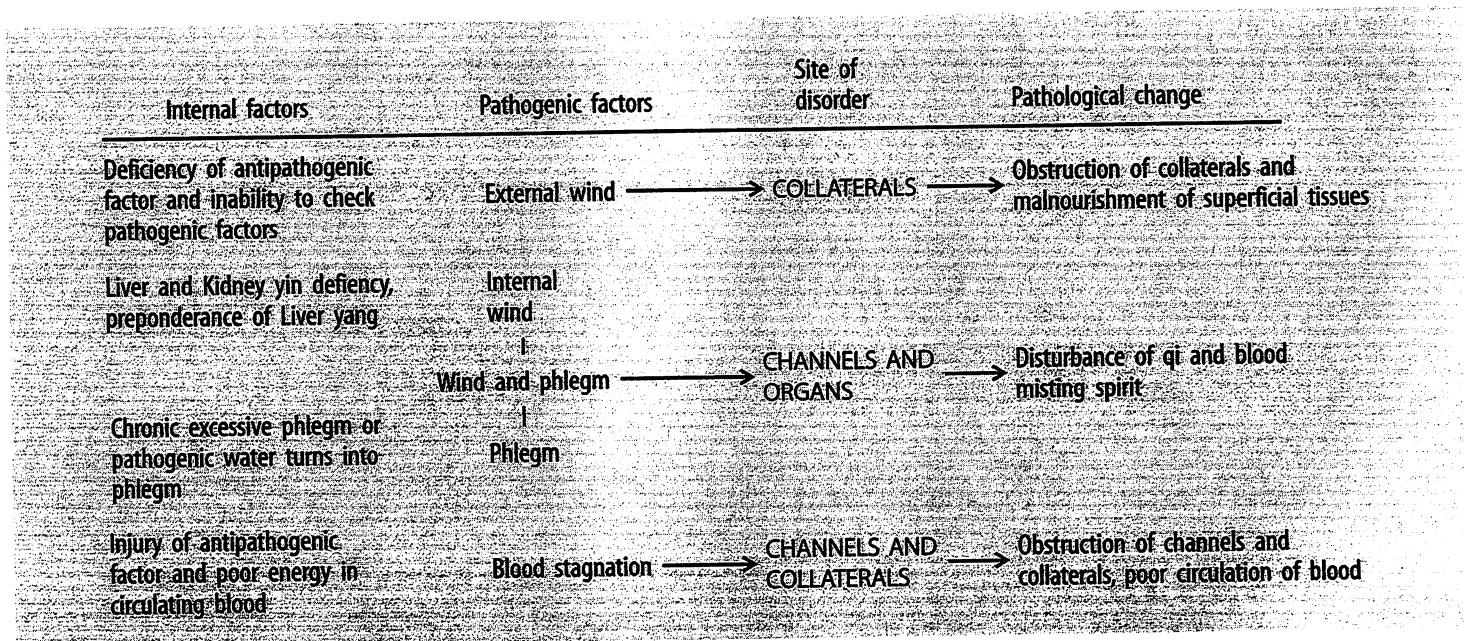 Internal factors
Pathogenic factors
Site of
disorder
Pathological change
Deficiency of antipathogenic
factor and inability to check
pathogenic factors
External wind
COLLATERALS
Obstruction of collaterals and
malnourishment of superficial tissues
Liver and Kidney yin defiency,
preponderance of Liver yang
Internal
wind
Wind and phlegm
CHANNELS AND
ORGANS
Disturbance of qi and blood
misting spirit
Chronic excessive phlegm or
pathogenic water turns into
phlegm
Phlegm
Injury of antipathogenic
factor and poor energy in
circulating blood
Blood stagnation
CHANNELS AND
COLLATERALS
Obstruction of channels and
collaterals, poor circulation of blood